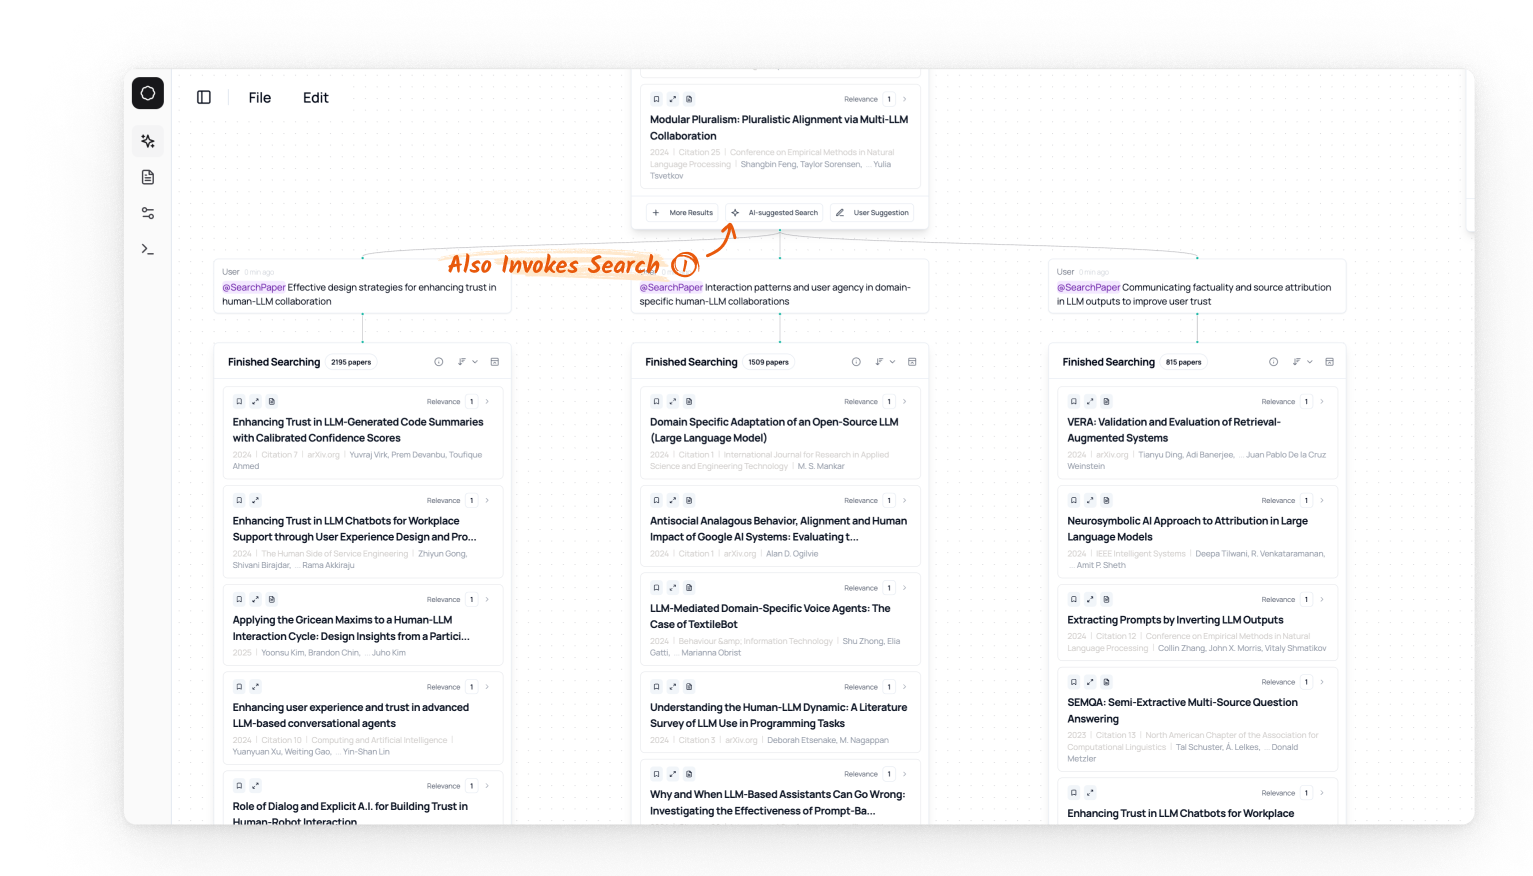 File Edit
Relevance 1
Modular Pluralism: Pluralistic Alignment via Multi-LLM
Collaboration
2024 | Citation 25 | Conference on Empirical Methods in Natural
Language Processing | Shangbin Feng, Taylor Sorensen, ... Yulia
Tsvetkov
More Results AI-suggested Search User Suggestion
Also Invokes Search 1
User 0 min ago
@SearchPaper Effective design strategies for enhancing trust in
human-LLM collaboration
Finished Searching 2195 papers
Relevance 1
Enhancing Trust in LLM-Generated Code Summaries
with Calibrated Confidence Scores
2024 | Citation 7 | arXiv.org | Yuvraj Virk, Prem Devanbu, Toufique
Ahmed
Relevance 1
Enhancing Trust in LLM Chatbots for Workplace
Support through User Experience Design and Pro...
2024 | The Human Side of Service Engineering | Zhiyun Gong,
Shivani Birajdar, ... Rama Akkiraju
Relevance 1
Applying the Gricean Maxims to a Human-LLM
Interaction Cycle: Design Insights from a Partici...
2025 | Yoonsu Kim, Brandon Chin, ... Juho Kim
Relevance 1
Enhancing user experience and trust in advanced
LLM-based conversational agents
2024 | Citation 10 | Computing and Artificial Intelligence |
Yuanyuan Xu, Weiting Gao, ... Yin-Shan Lin
Relevance 1
Role of Dialog and Explicit A.I. for Building Trust in
Human-Robot Interaction
@SearchPaper Interaction patterns and user agency in domain-
specific human-LLM collaborations
Finished Searching 1509 papers
Relevance 1
Domain Specific Adaptation of an Open-Source LLM
(Large Language Model)
2024 | Citation 1 | International Journal for Research in Applied
Science and Engineering Technology | M. S. Mankar
Relevance 1
Antisocial Analagous Behavior, Alignment and Human
Impact of Google AI Systems: Evaluating t...
2024 | Citation 1 | arXiv.org | Alan D. Ogilvie
Relevance 1
LLM-Mediated Domain-Specific Voice Agents: The
Case of TextileBot
2024 | Behaviour &amp; Information Technology | Shu Zhong, Elia
Gatti, ... Marianna Obrist
Relevance 1
Understanding the Human-LLM Dynamic: A Literature
Survey of LLM Use in Programming Tasks
2024 | Citation 3 | arXiv.org | Deborah Etsenake, M. Nagappan
Relevance 1
Why and When LLM-Based Assistants Can Go Wrong:
Investigating the Effectiveness of Prompt-Ba...
User 0 min ago
@SearchPaper Communicating factuality and source attribution
in LLM outputs to improve user trust
Finished Searching 815 papers
Relevance 1
VERA: Validation and Evaluation of Retrieval-
Augmented Systems
2024 | arXiv.org | Tianyu Ding, Adi Banerjee, ... Juan Pablo De la Cruz
Weinstein
Relevance 1
Neurosymbolic AI Approach to Attribution in Large
Language Models
2024 | IEEE Intelligent Systems | Deepa Tilwani, R. Venkataramanan,
... Amit P. Sheth
Relevance 1
Extracting Prompts by Inverting LLM Outputs
2024 | Citation 12 | Conference on Empirical Methods in Natural
Language Processing | Collin Zhang, John X. Morris, Vitaly Shmatikov
Relevance 1
SEMQA: Semi-Extractive Multi-Source Question
Answering
2023 | Citation 13 | North American Chapter of the Association for
Computational Linguistics | Tal Schuster, Á. Lelkes, ... Donald
Metzler
Relevance 1
Enhancing Trust in LLM Chatbots for Workplace